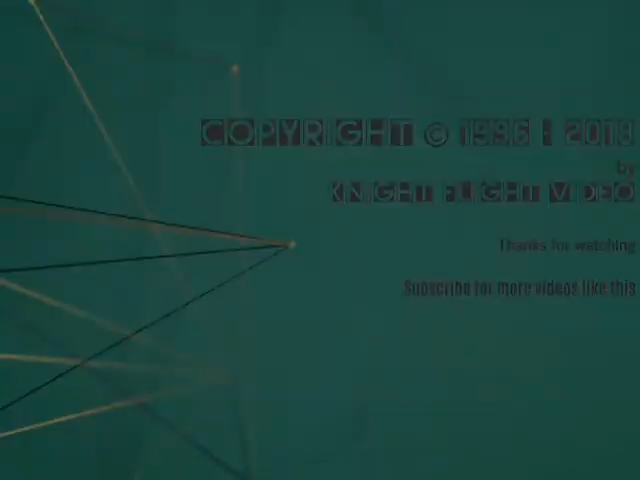 COPYRIGHT © 1996 : 2018
by
KNIGHT FLIGHT VIDEO
Thanks for watching
Subscribe for more videos like this